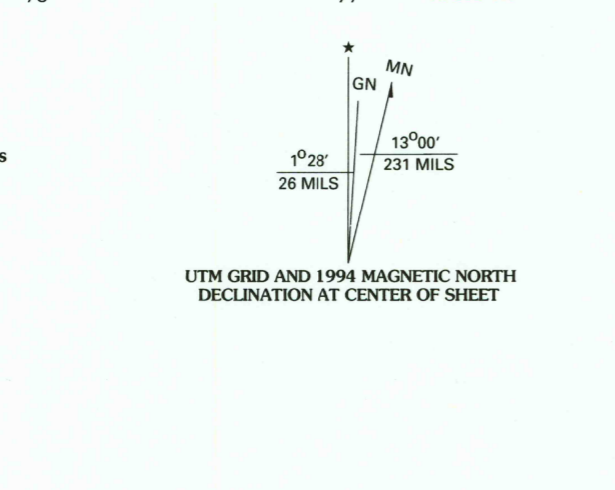 ★
MN
GN
13°00'
231 MILS
1°28'
26 MILS
s
UTM GRID AND 1994 MAGNETIC NORTH
DECLINATION AT CENTER OF SHEET